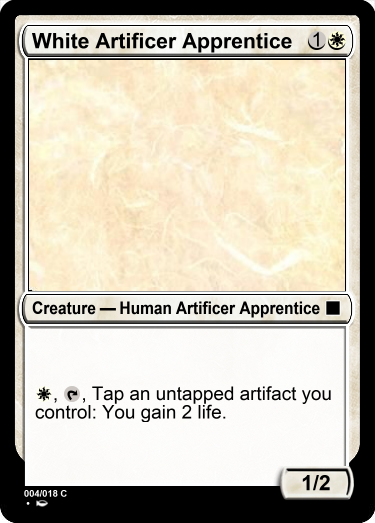 White Artificer Apprentice 1
Creature — Human Artificer Apprentice
, , Tap an untapped artifact you
control: You gain 2 life.
1/2
004/018 C